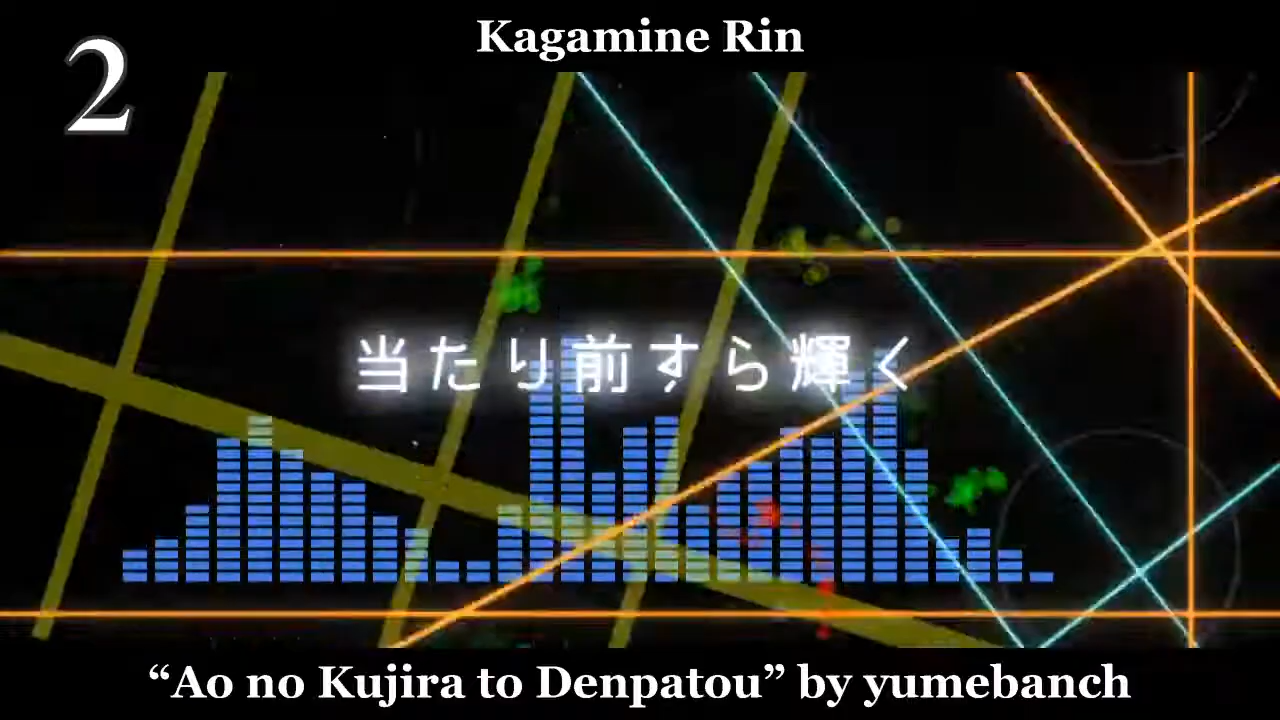 Kagamine Rin
2
当たり前すら輝く
“Ao no Kujira to Denpatou” by yumebanch